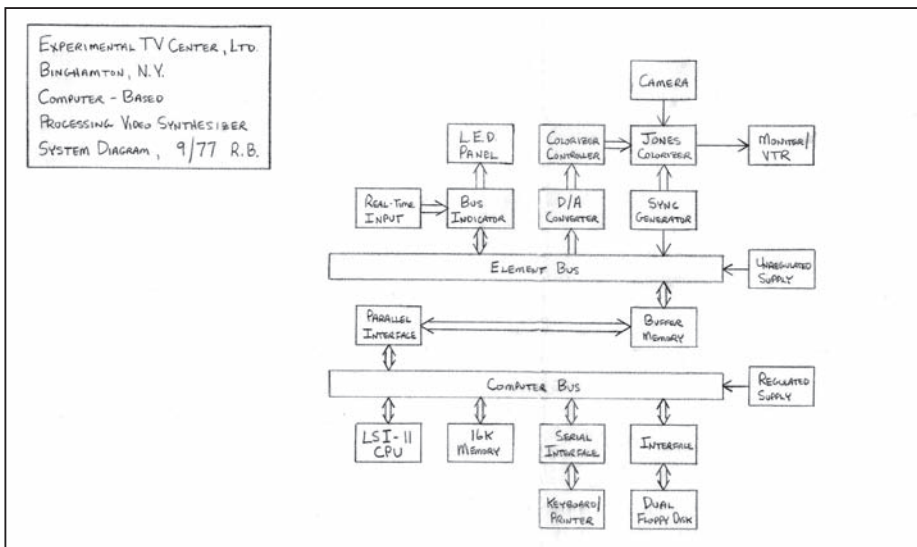 EXPERIMENTAL TV CENTER, LTD.
BINGHAMTON, N.Y.
COMPUTER - BASED
PROCESSING VIDEO SYNTHESIZER
SYSTEM DIAGRAM, 9/77 R.B.
CAMERA
L.E.D.
PANEL
COLORIZER
CONTROLLER
JONES
COLORIZER
MONITER/
VTR
REAL-TIME
INPUT
BUS
INDICATOR
D/A
CONVERTER
SYNC
GENERATOR
ELEMENT BUS
UNREGULATED
SUPPLY
PARALLEL
INTERFACE
BUFFER
MEMORY
COMPUTER BUS
REGULATED
SUPPLY
LSI-11
CPU
16K
MEMORY
SERIAL
INTERFACE
INTERFACE
KEYBOARD/
PRINTER
DUAL
FLOPPY DISK